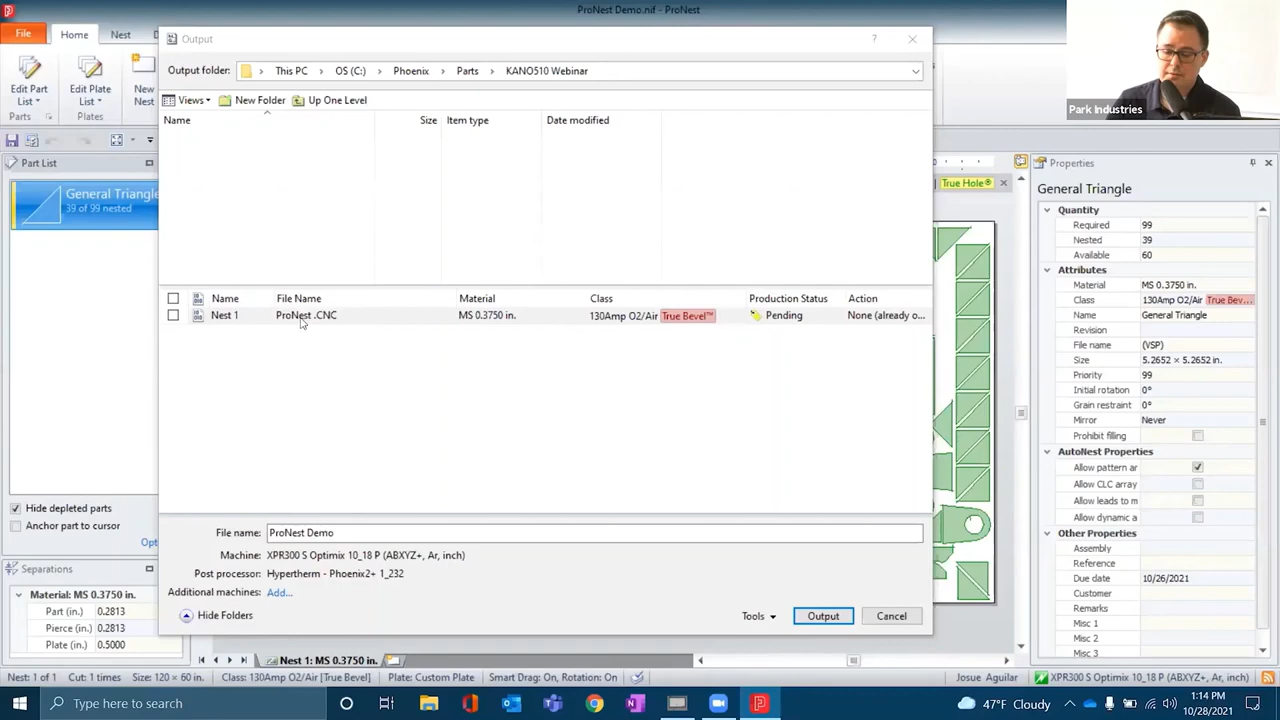 ProNest Demo.nif - ProNest
File
Home
Nest
Edit Part
List
Edit Plate
List
New
Nest
Parts
Plates
Output
?
Output folder:
This PC
OS (C:)
Phoenix
Parts
KANO510 Webinar
Views
New Folder
Up One Level
Name
Size
Item type
Date modified
Name
File Name
Material
Class
Production Status
Action
Nest 1
ProNest .CNC
MS 0.3750 in.
130Amp O2/Air
True Bevel™
Pending
None (already o...
File name:
ProNest Demo
Machine:
XPR300 S Optimix 10_18 P (ABXYZ+, Ar, inch)
Post processor:
Hypertherm - Phoenix2+ 1_232
Additional machines:
Add...
Hide Folders
Tools
Output
Cancel
Part List
General Triangle
39 of 99 nested
Hide depleted parts
Anchor part to cursor
Separations
Material: MS 0.3750 in.
Part (in.)
0.2813
Pierce (in.)
0.2813
Plate (in.)
0.5000
True Hole®
Park Industries
Properties
General Triangle
Quantity
Required
99
Nested
39
Available
60
Attributes
Material
MS 0.3750 in.
Class
130Amp O2/Air
True Bev...
Name
General Triangle
Revision
File name
(VSP)
Size
5.2652 × 5.2652 in.
Priority
99
Initial rotation
0°
Grain restraint
0°
Mirror
Never
Prohibit filling
AutoNest Properties
Allow pattern ar
Allow CLC array
Allow leads to m
Allow dynamic a
Other Properties
Assembly
Reference
Due date
10/26/2021
Customer
Remarks
Misc 1
Misc 2
Misc 3
Nest 1: MS 0.3750 in.
Nest: 1 of 1
Cut: 1 times
Size: 120 × 60 in.
Class: 130Amp O2/Air [True Bevel]
Plate: Custom Plate
Smart Drag: On, Rotation: On
Josue Aguilar
XPR300 S Optimix 10_18 P (ABXYZ+, Ar, inch)
Type here to search
47°F Cloudy
1:14 PM
10/28/2021